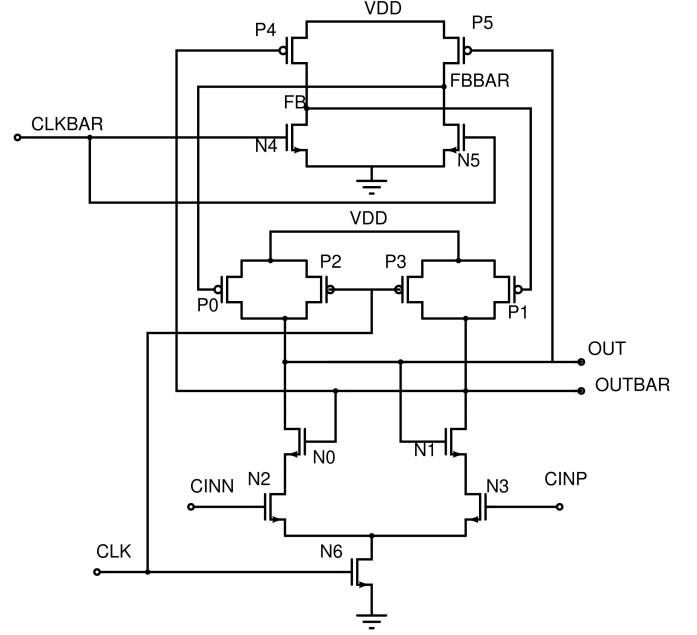 VDD
P4
P5
FBBAR
FB
CLKBAR
N4
N5
VDD
P2
P3
P0
P1
OUT
OUTBAR
N0
N1
CINN
N2
N3
CINP
CLK
N6